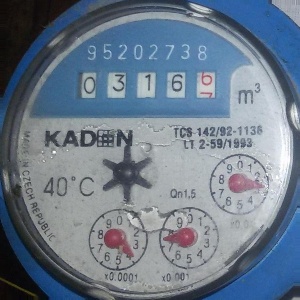 95202738
0316
m³
KADEN
TCS-142/92-1136
LT 2-59/1993
40°C
Qn1,5
MADE IN CZECH REPUBLIC
x0.0001
x0.001